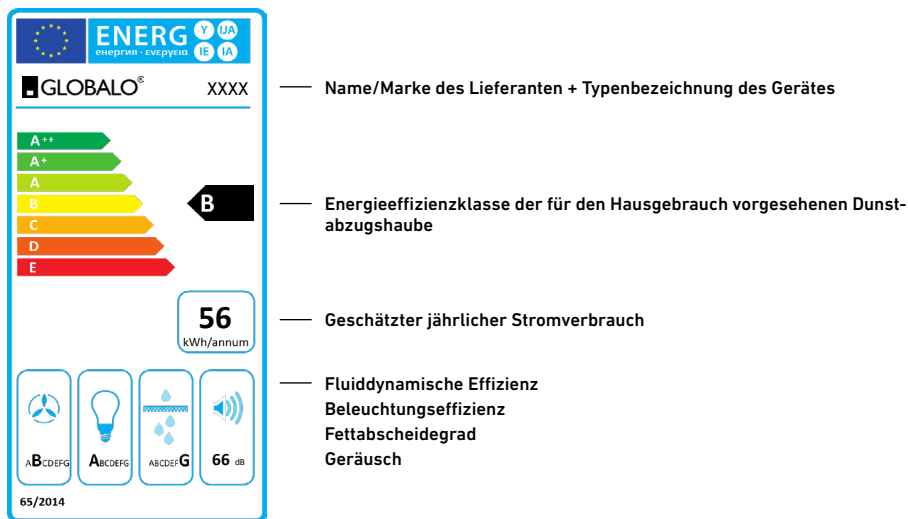 ENERG Y IJA
енергия · ενεργεια IE IA
GLOBALO® XXXX
Name/Marke des Lieferanten + Typenbezeichnung des Gerätes
A++
A+
A
B
C
D
E
B
Energieeffizienzklasse der für den Hausgebrauch vorgesehenen Dunst-
abzugshaube
56
kWh/annum
Geschätzter jährlicher Stromverbrauch
ABCDEFG
ABCDEFG
ABCDEFG
66 dB
Fluiddynamische Effizienz
Beleuchtungseffizienz
Fettabscheidegrad
Geräusch
65/2014